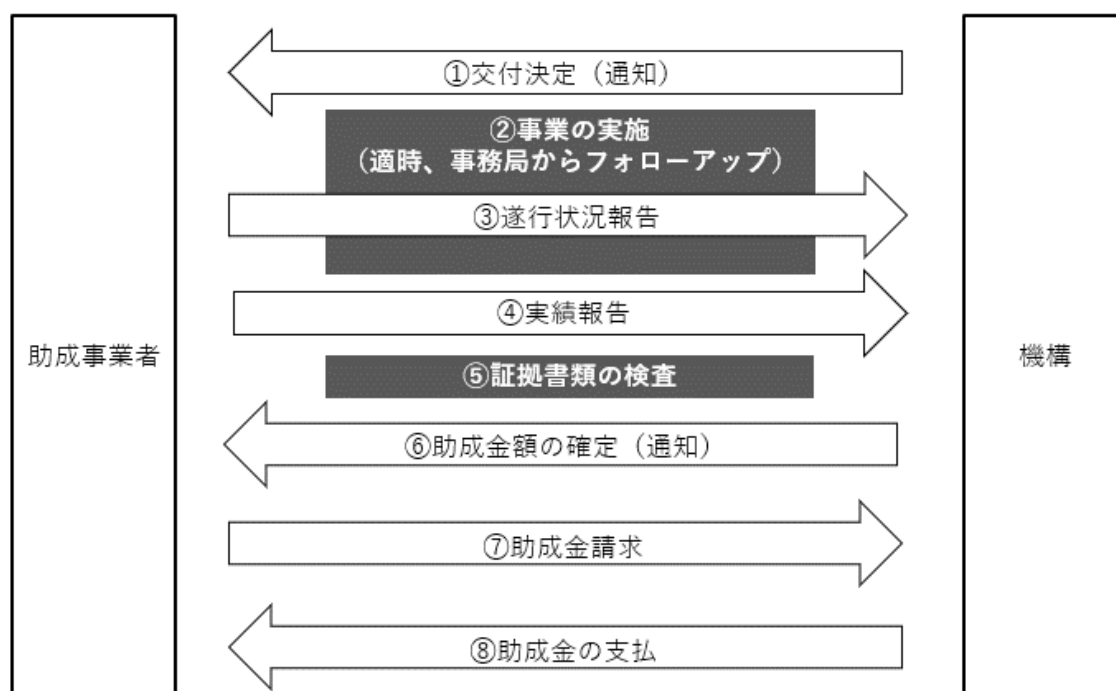 ①交付決定（通知）
②事業の実施
（適時、事務局からフォローアップ）
③遂行状況報告
④実績報告
助成事業者
機構
⑤証拠書類の検査
⑥助成金額の確定（通知）
⑦助成金請求
⑧助成金の支払